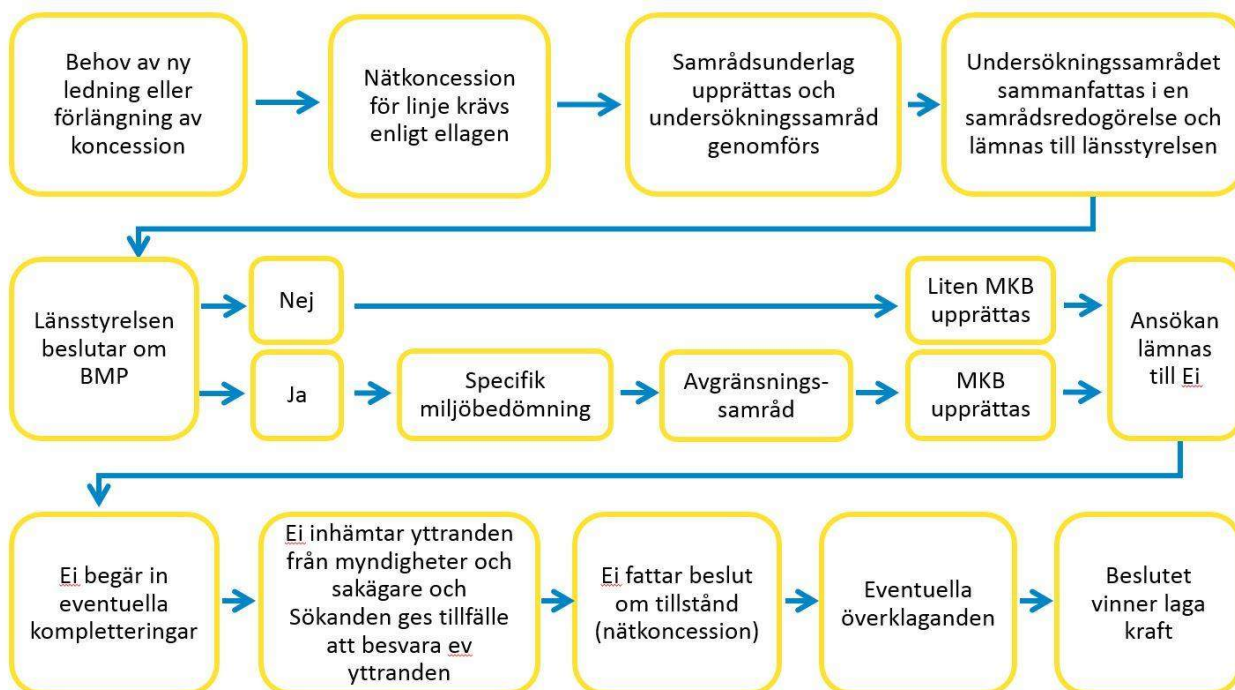 Behov av ny
ledning eller
förlängning av
koncession
Nätkoncession
för linje krävs
enligt ellagen
Samrådsunderlag
upprättas och
undersökningssamråd
genomförs
Undersökningssamrådet
sammanfattas i en
samrådsredogörelse och
lämnas till länsstyrelsen
Länsstyrelsen
beslutar om
BMP
Nej
Liten MKB
upprättas
Ja
Specifik
miljöbedömning
Avgränsnings-
samråd
MKB
upprättas
Ansökan
lämnas
till Ei
Ei begär in
eventuella
kompletteringar
Ei inhämtar yttranden
från myndigheter och
sakägare och
Sökanden ges tillfälle
att besvara ev
yttranden
Ei fattar beslut
om tillstånd
(nätkoncession)
Eventuella
överklaganden
Beslutet
vinner laga
kraft